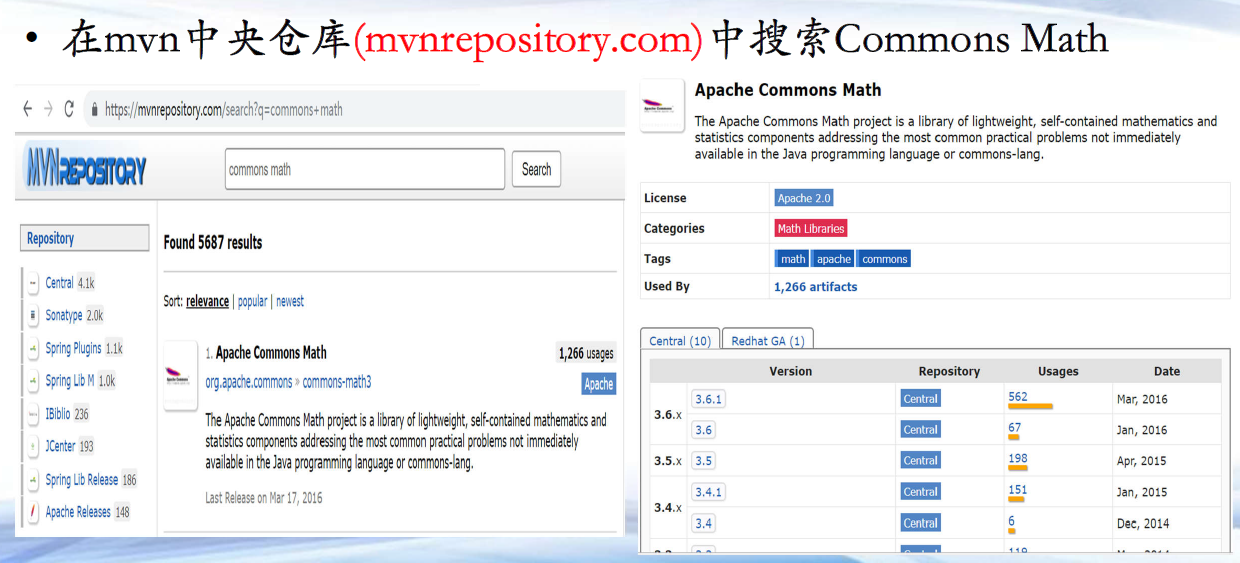 • 在mvn中央仓库(mvnrepository.com)中搜索Commons Math
https://mvnrepository.com/search?q=commons+math
MVNREPOSITORY
commons math
Search
Repository
Central 4.1k
Sonatype 2.0k
Spring Plugins 1.1k
Spring Lib M 1.0k
IBiblio 236
JCenter 193
Spring Lib Release 186
Apache Releases 148
Found 5687 results
Sort: relevance | popular | newest
1. Apache Commons Math
1,266 usages
org.apache.commons » commons-math3
Apache
The Apache Commons Math project is a library of lightweight, self-contained mathematics and
statistics components addressing the most common practical problems not immediately
available in the Java programming language or commons-lang.
Last Release on Mar 17, 2016
Apache Commons Math
The Apache Commons Math project is a library of lightweight, self-contained mathematics and
statistics components addressing the most common practical problems not immediately
available in the Java programming language or commons-lang.
License Apache 2.0
Categories Math Libraries
Tags math apache commons
Used By 1,266 artifacts
Central (10) Redhat GA (1)
Version Repository Usages Date
3.6.x
3.6.1 Central 562 Mar, 2016
3.6 Central 67 Jan, 2016
3.5.x 3.5 Central 198 Apr, 2015
3.4.x
3.4.1 Central 151 Jan, 2015
3.4 Central 6 Dec, 2014